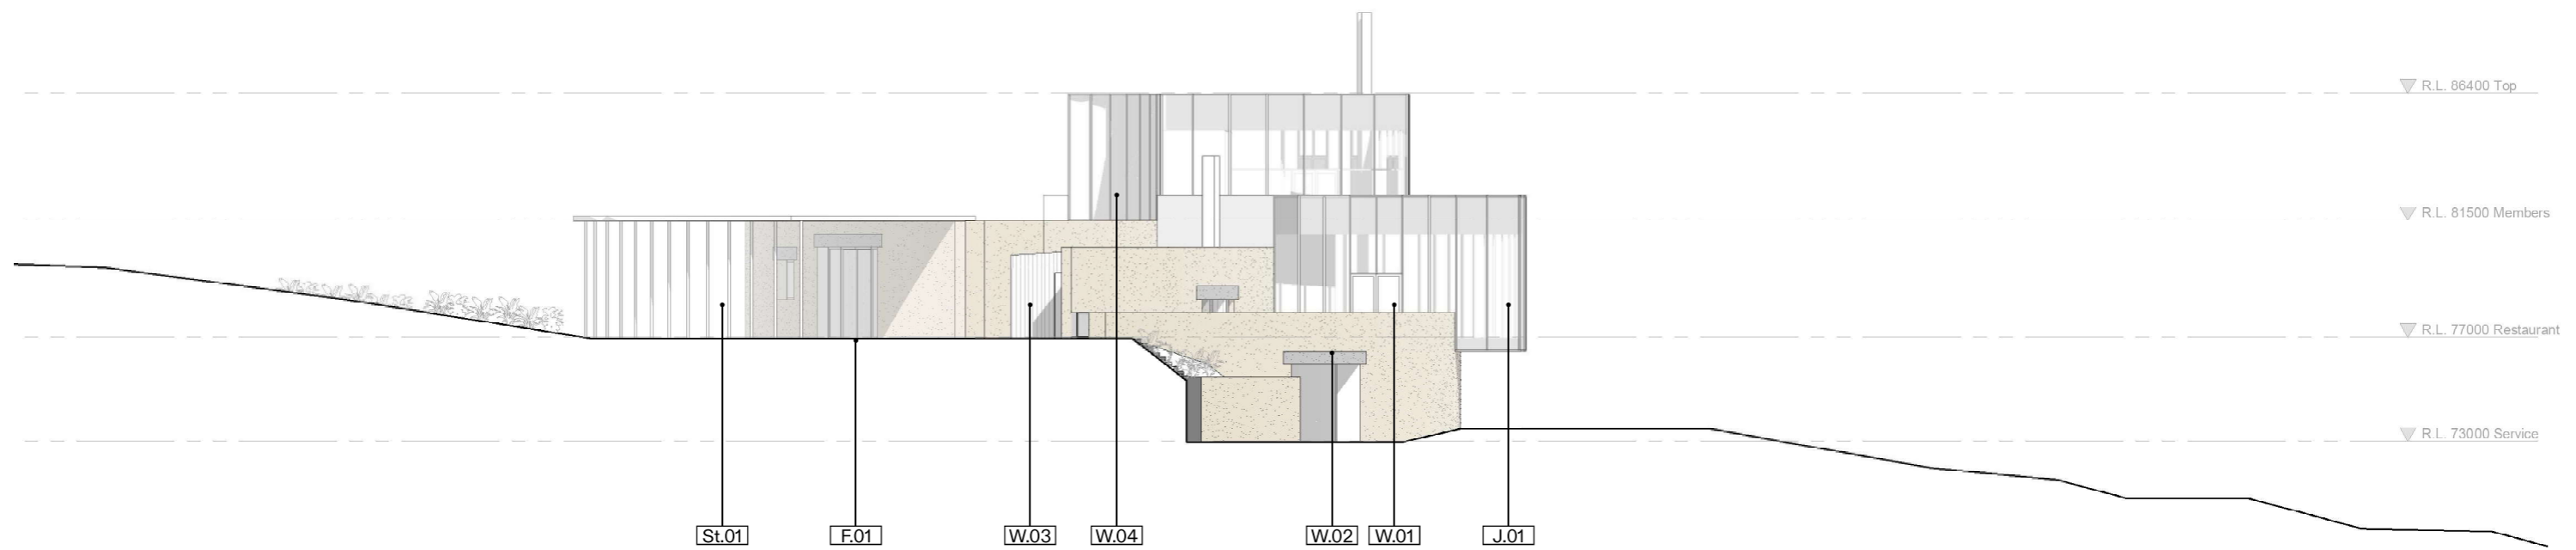 R.L. 86400 Top
R.L. 81500 Members
R.L. 77000 Restaurant
R.L. 73000 Service
St.01
F.01
W.03
W.04
W.02
W.01
J.01